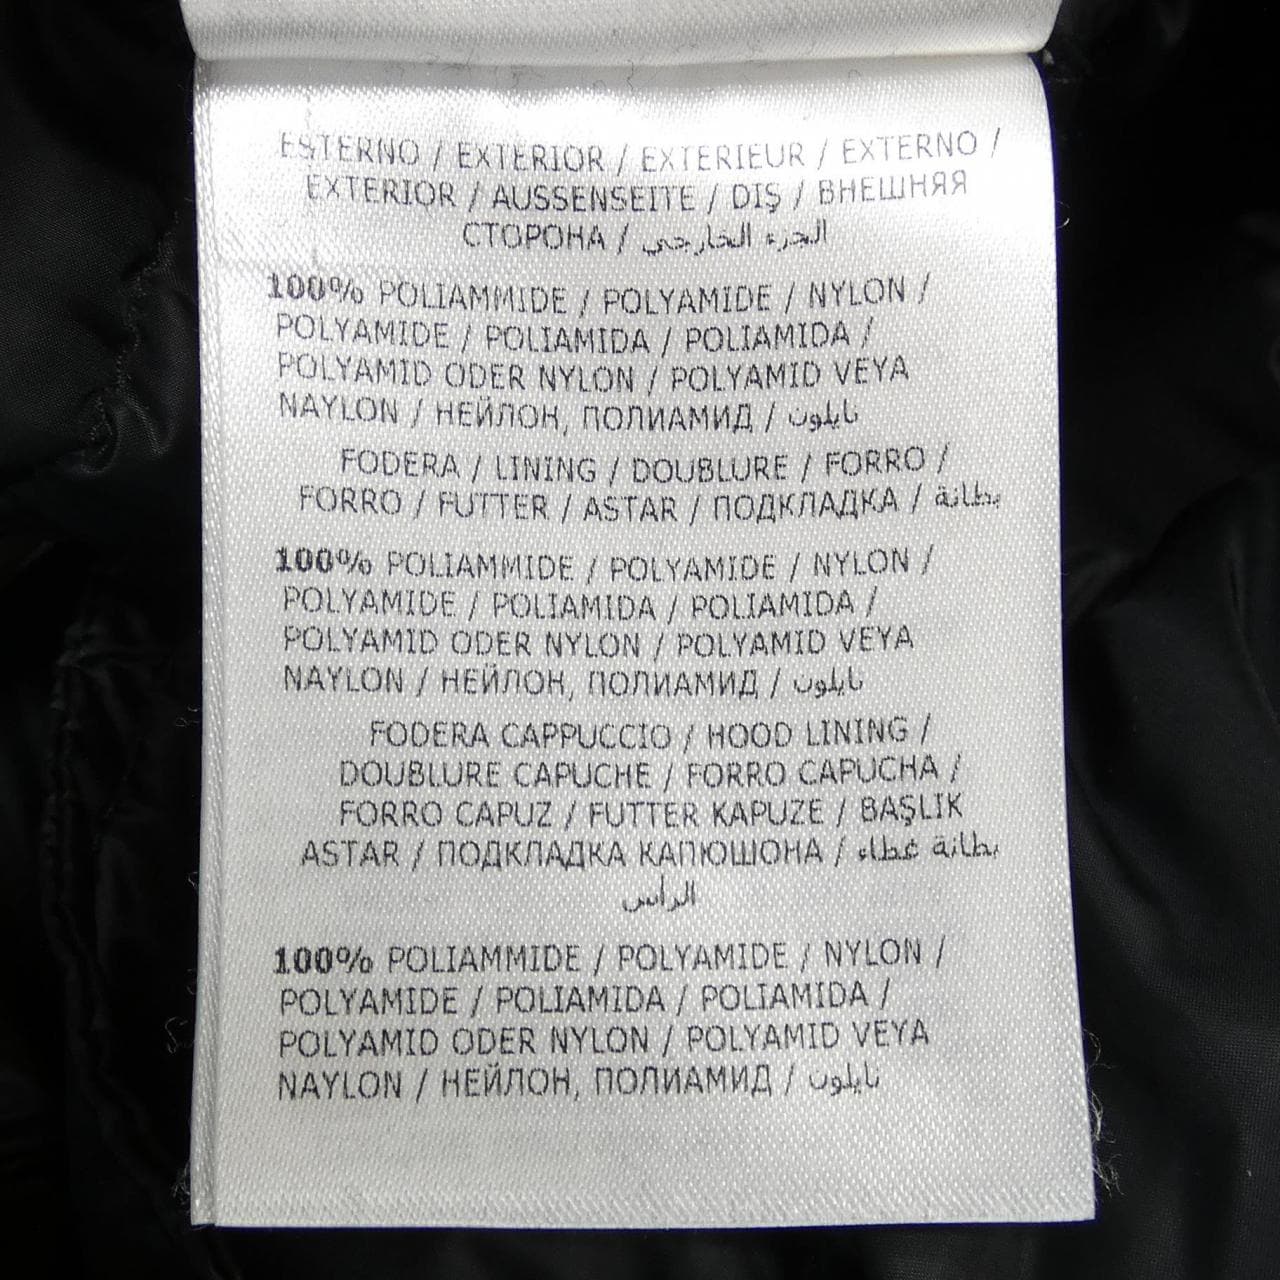 ESTERNO / EXTERIOR / EXTERIEUR / EXTERNO /
EXTERIOR / AUSSENSEITE / DIŞ / ВНЕШНЯЯ
СТОРОНА / الجزء الخارجي
100% POLIAMMIDE / POLYAMIDE / NYLON /
POLYAMIDE / POLIAMIDA / POLIAMIDA /
POLYAMID ODER NYLON / POLYAMID VEYA
NAYLON / НЕЙЛОН, ПОЛИАМИД / نايلون
FODERA / LINING / DOUBLURE / FORRO /
FORRO / FUTTER / ASTAR / ПОДКЛАДКА / بطانة
100% POLIAMMIDE / POLYAMIDE / NYLON /
POLYAMIDE / POLIAMIDA / POLIAMIDA /
POLYAMID ODER NYLON / POLYAMID VEYA
NAYLON / НЕЙЛОН, ПОЛИАМИД / نايلون
FODERA CAPPUCCIO / HOOD LINING /
DOUBLURE CAPUCHE / FORRO CAPUCHA /
FORRO CAPUZ / FUTTER KAPUZE / BAŞLIK
ASTAR / ПОДКЛАДКА КАПЮШОНА / بطانة غطاء
الرأس
100% POLIAMMIDE / POLYAMIDE / NYLON /
POLYAMIDE / POLIAMIDA / POLIAMIDA /
POLYAMID ODER NYLON / POLYAMID VEYA
NAYLON / НЕЙЛОН, ПОЛИАМИД / نايلون